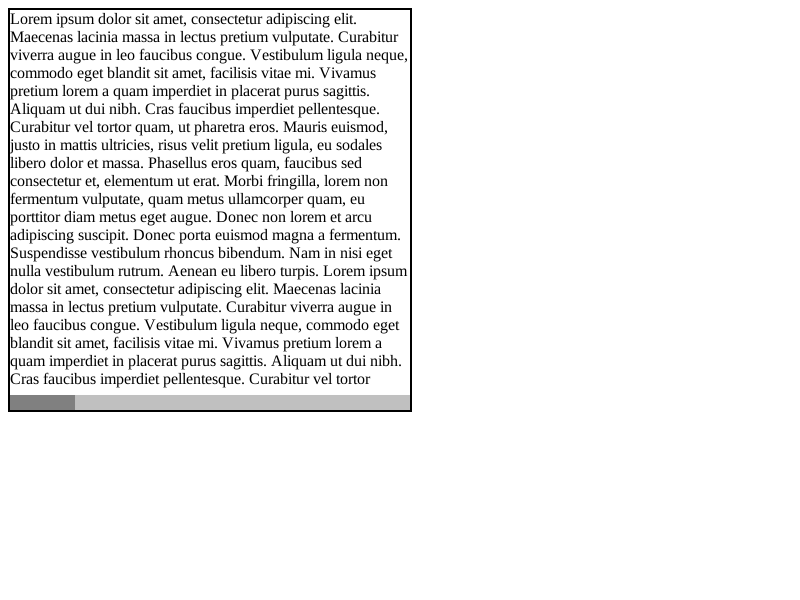 Lorem ipsum dolor sit amet, consectetur adipiscing elit.
Maecenas lacinia massa in lectus pretium vulputate. Curabitur
viverra augue in leo faucibus congue. Vestibulum ligula neque,
commodo eget blandit sit amet, facilisis vitae mi. Vivamus
pretium lorem a quam imperdiet in placerat purus sagittis.
Aliquam ut dui nibh. Cras faucibus imperdiet pellentesque.
Curabitur vel tortor quam, ut pharetra eros. Mauris euismod,
justo in mattis ultricies, risus velit pretium ligula, eu sodales
libero dolor et massa. Phasellus eros quam, faucibus sed
consectetur et, elementum ut erat. Morbi fringilla, lorem non
fermentum vulputate, quam metus ullamcorper quam, eu
porttitor diam metus eget augue. Donec non lorem et arcu
adipiscing suscipit. Donec porta euismod magna a fermentum.
Suspendisse vestibulum rhoncus bibendum. Nam in nisi eget
nulla vestibulum rutrum. Aenean eu libero turpis. Lorem ipsum
dolor sit amet, consectetur adipiscing elit. Maecenas lacinia
massa in lectus pretium vulputate. Curabitur viverra augue in
leo faucibus congue. Vestibulum ligula neque, commodo eget
blandit sit amet, facilisis vitae mi. Vivamus pretium lorem a
quam imperdiet in placerat purus sagittis. Aliquam ut dui nibh.
Cras faucibus imperdiet pellentesque. Curabitur vel tortor